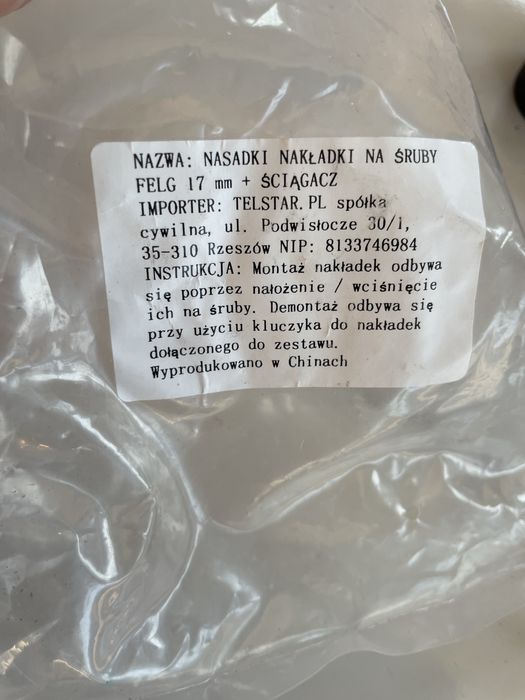 NAZWA: NASADKI NAKŁADKI NA ŚRUBY
FELG 17 mm + ŚCIĄGACZ
IMPORTER: TELSTAR.PL spółka
cywilna, ul. Podwisłocze 30/1,
35-310 Rzeszów NIP: 8133746984
INSTRUKCJA: Montaż nakładek odbywa
się poprzez nałożenie / wciśnięcie
ich na śruby. Demontaż odbywa się
przy użyciu kluczyka do nakładek
dołączonego do zestawu.
Wyprodukowano w Chinach